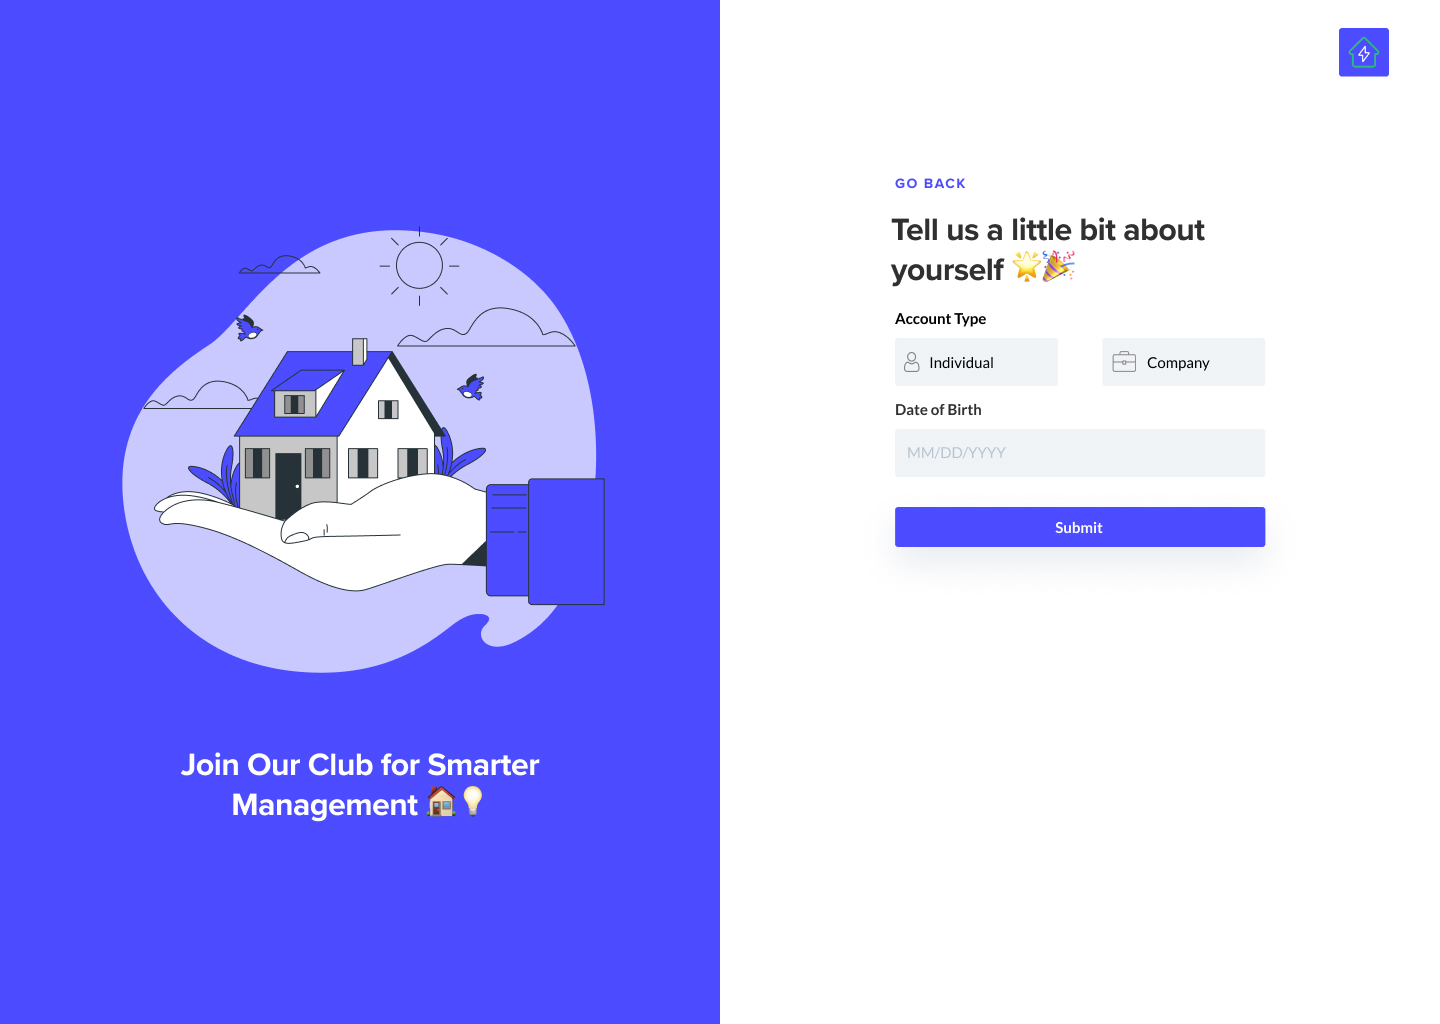 Join Our Club for Smarter
Management 🏠💡
GO BACK
Tell us a little bit about
yourself 🌟🎉
Account Type
Individual
Company
Date of Birth
MM/DD/YYYY
Submit